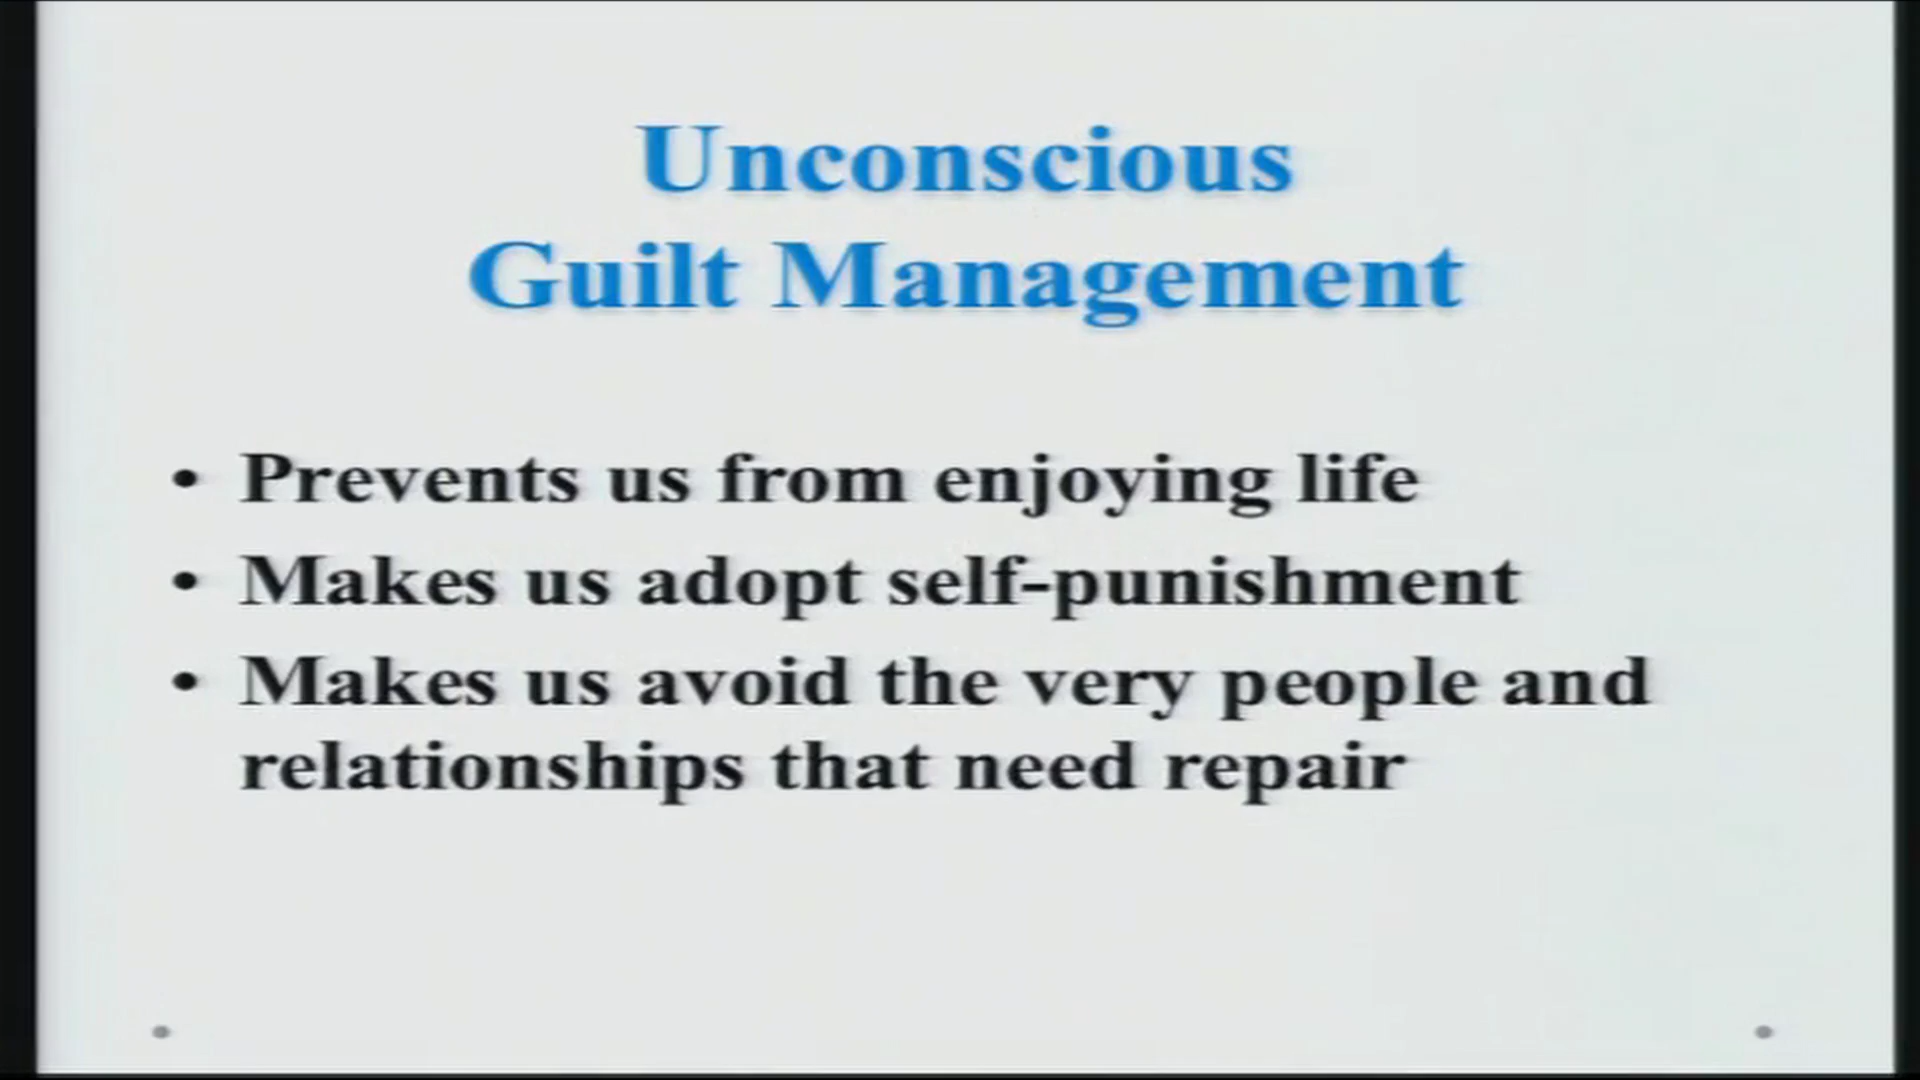 Unconscious
Guilt Management
• Prevents us from enjoying life
• Makes us adopt self-punishment
• Makes us avoid the very people and
relationships that need repair